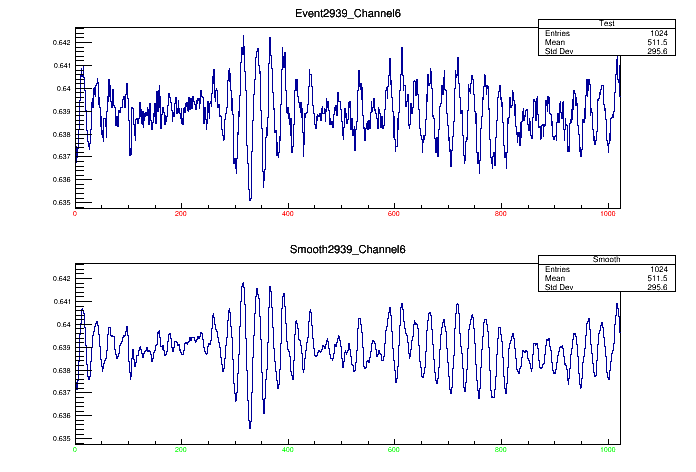 Event2939_Channel6
Test
Entries 1024
Mean 511.5
Std Dev 295.6
0.642
0.641
0.64
0.639
0.638
0.637
0.636
0.635
0 200 400 600 800 1000
Smooth2939_Channel6
Smooth
Entries 1024
Mean 511.5
Std Dev 295.6
0.642
0.641
0.64
0.639
0.638
0.637
0.636
0.635
0 200 400 600 800 1000